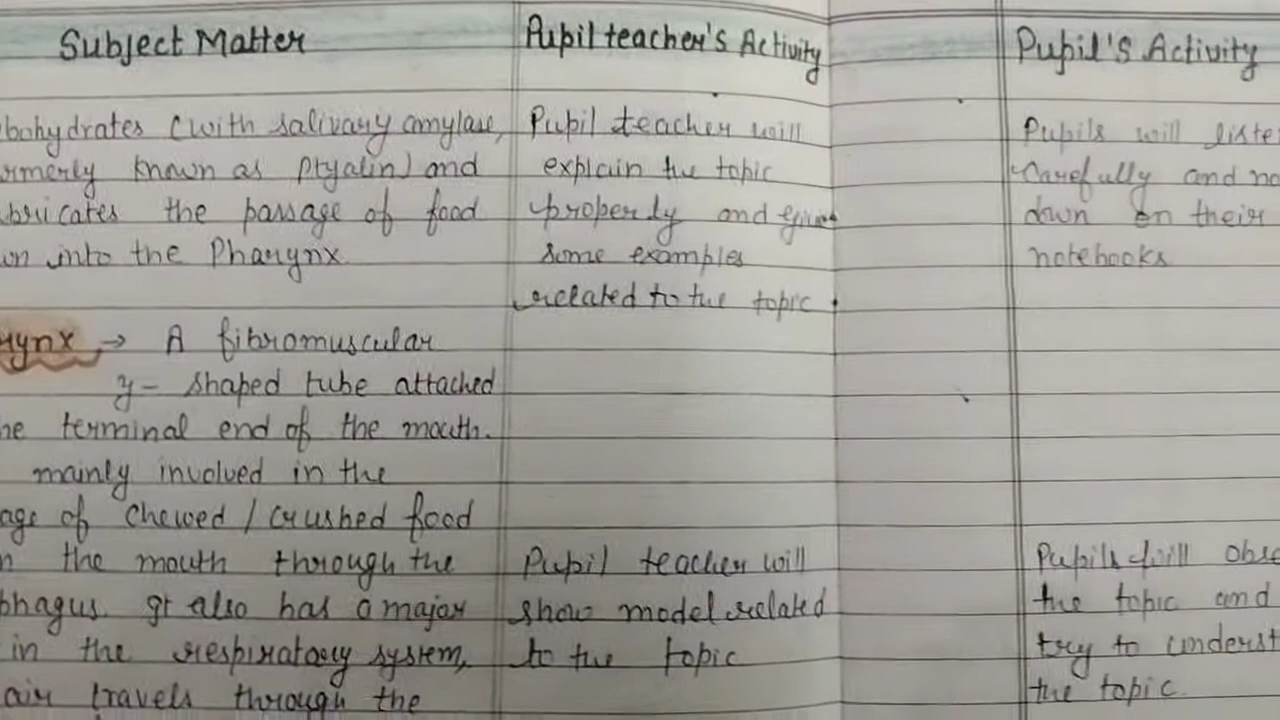 Subject Matter
bohydrates (with salivary amylase,
rmerly known as Ptyalin) and
bricates the passage of food
wn into the Pharynx
rynx → A fibromuscular
y- shaped tube attached
he terminal end of the mouth.
mainly involved in the
age of chewed / crushed food
n the mouth through the
phagus. It also has a major
in the respiratory system,
air travels through the
Pupil teacher's Activity
Pupil teacher will
explain the topic
properly and
some examples
related to the topic.
Pupil teacher will
show model related
to the topic
Pupil's Activity
Pupils will liste
carefully and no
down on their
notebooks
Pupils will obse
the topic and
try to underst
the topic.